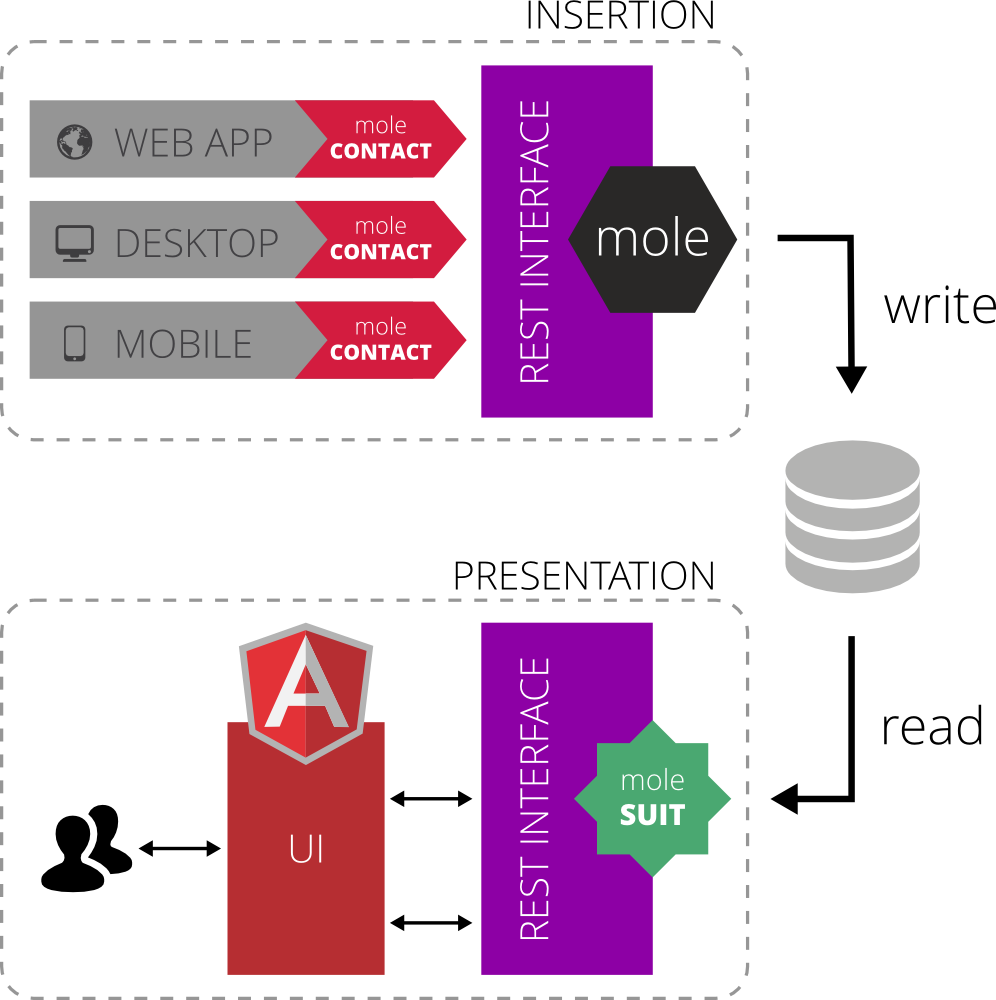 INSERTION
WEB APP
mole
CONTACT
DESKTOP
mole
CONTACT
MOBILE
mole
CONTACT
REST INTERFACE
mole
write
PRESENTATION
A
UI
REST INTERFACE
mole
SUIT
read